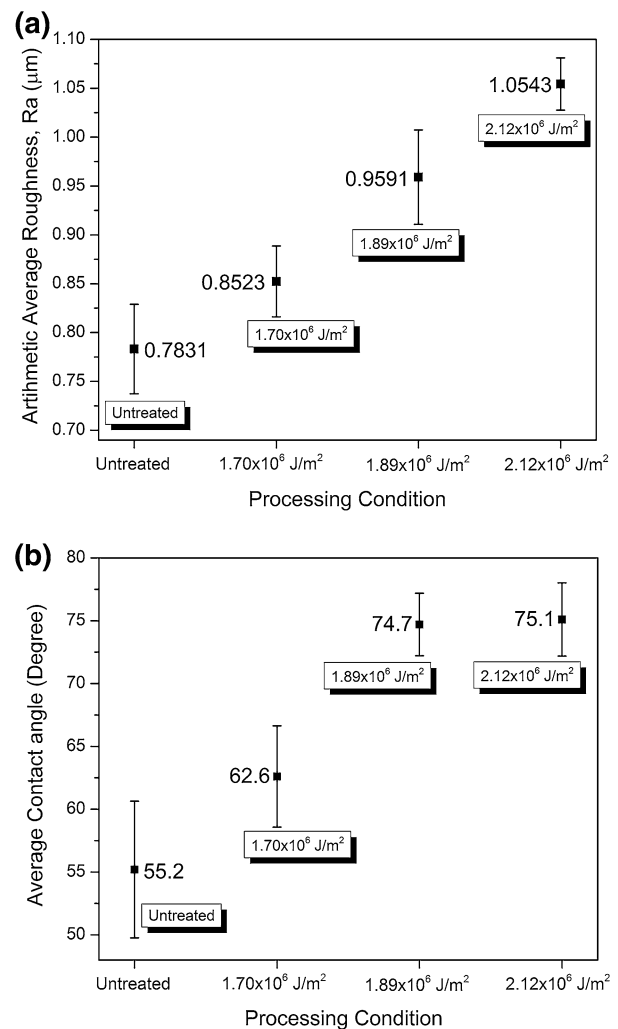 (a)
1.10
1.05
1.00
0.95
0.90
0.85
0.80
0.75
0.70
Artihmetic Average Roughness, Ra (μm)
1.0543
2.12x10⁶ J/m²
0.9591
1.89x10⁶ J/m²
0.8523
1.70x10⁶ J/m²
0.7831
Untreated
Untreated 1.70x10⁶ J/m² 1.89x10⁶ J/m² 2.12x10⁶ J/m²
Processing Condition
(b)
80
75
70
65
60
55
50
Average Contact angle (Degree)
74.7
75.1
1.89x10⁶ J/m²
2.12x10⁶ J/m²
62.6
1.70x10⁶ J/m²
55.2
Untreated
Untreated 1.70x10⁶ J/m² 1.89x10⁶ J/m² 2.12x10⁶ J/m²
Processing Condition